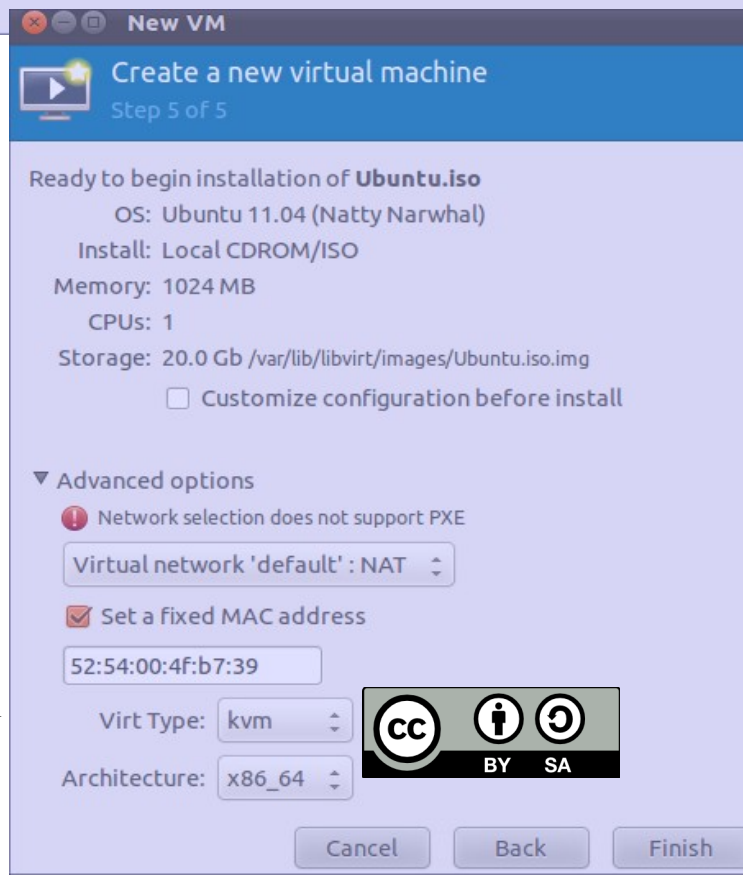 New VM
Create a new virtual machine
Step 5 of 5
Ready to begin installation of Ubuntu.iso
OS: Ubuntu 11.04 (Natty Narwhal)
Install: Local CDROM/ISO
Memory: 1024 MB
CPUs: 1
Storage: 20.0 Gb /var/lib/libvirt/images/Ubuntu.iso.img
Customize configuration before install
Advanced options
Network selection does not support PXE
Virtual network 'default' : NAT
Set a fixed MAC address
52:54:00:4f:b7:39
Virt Type: kvm
Architecture: x86_64
cc
BY SA
Cancel Back Finish